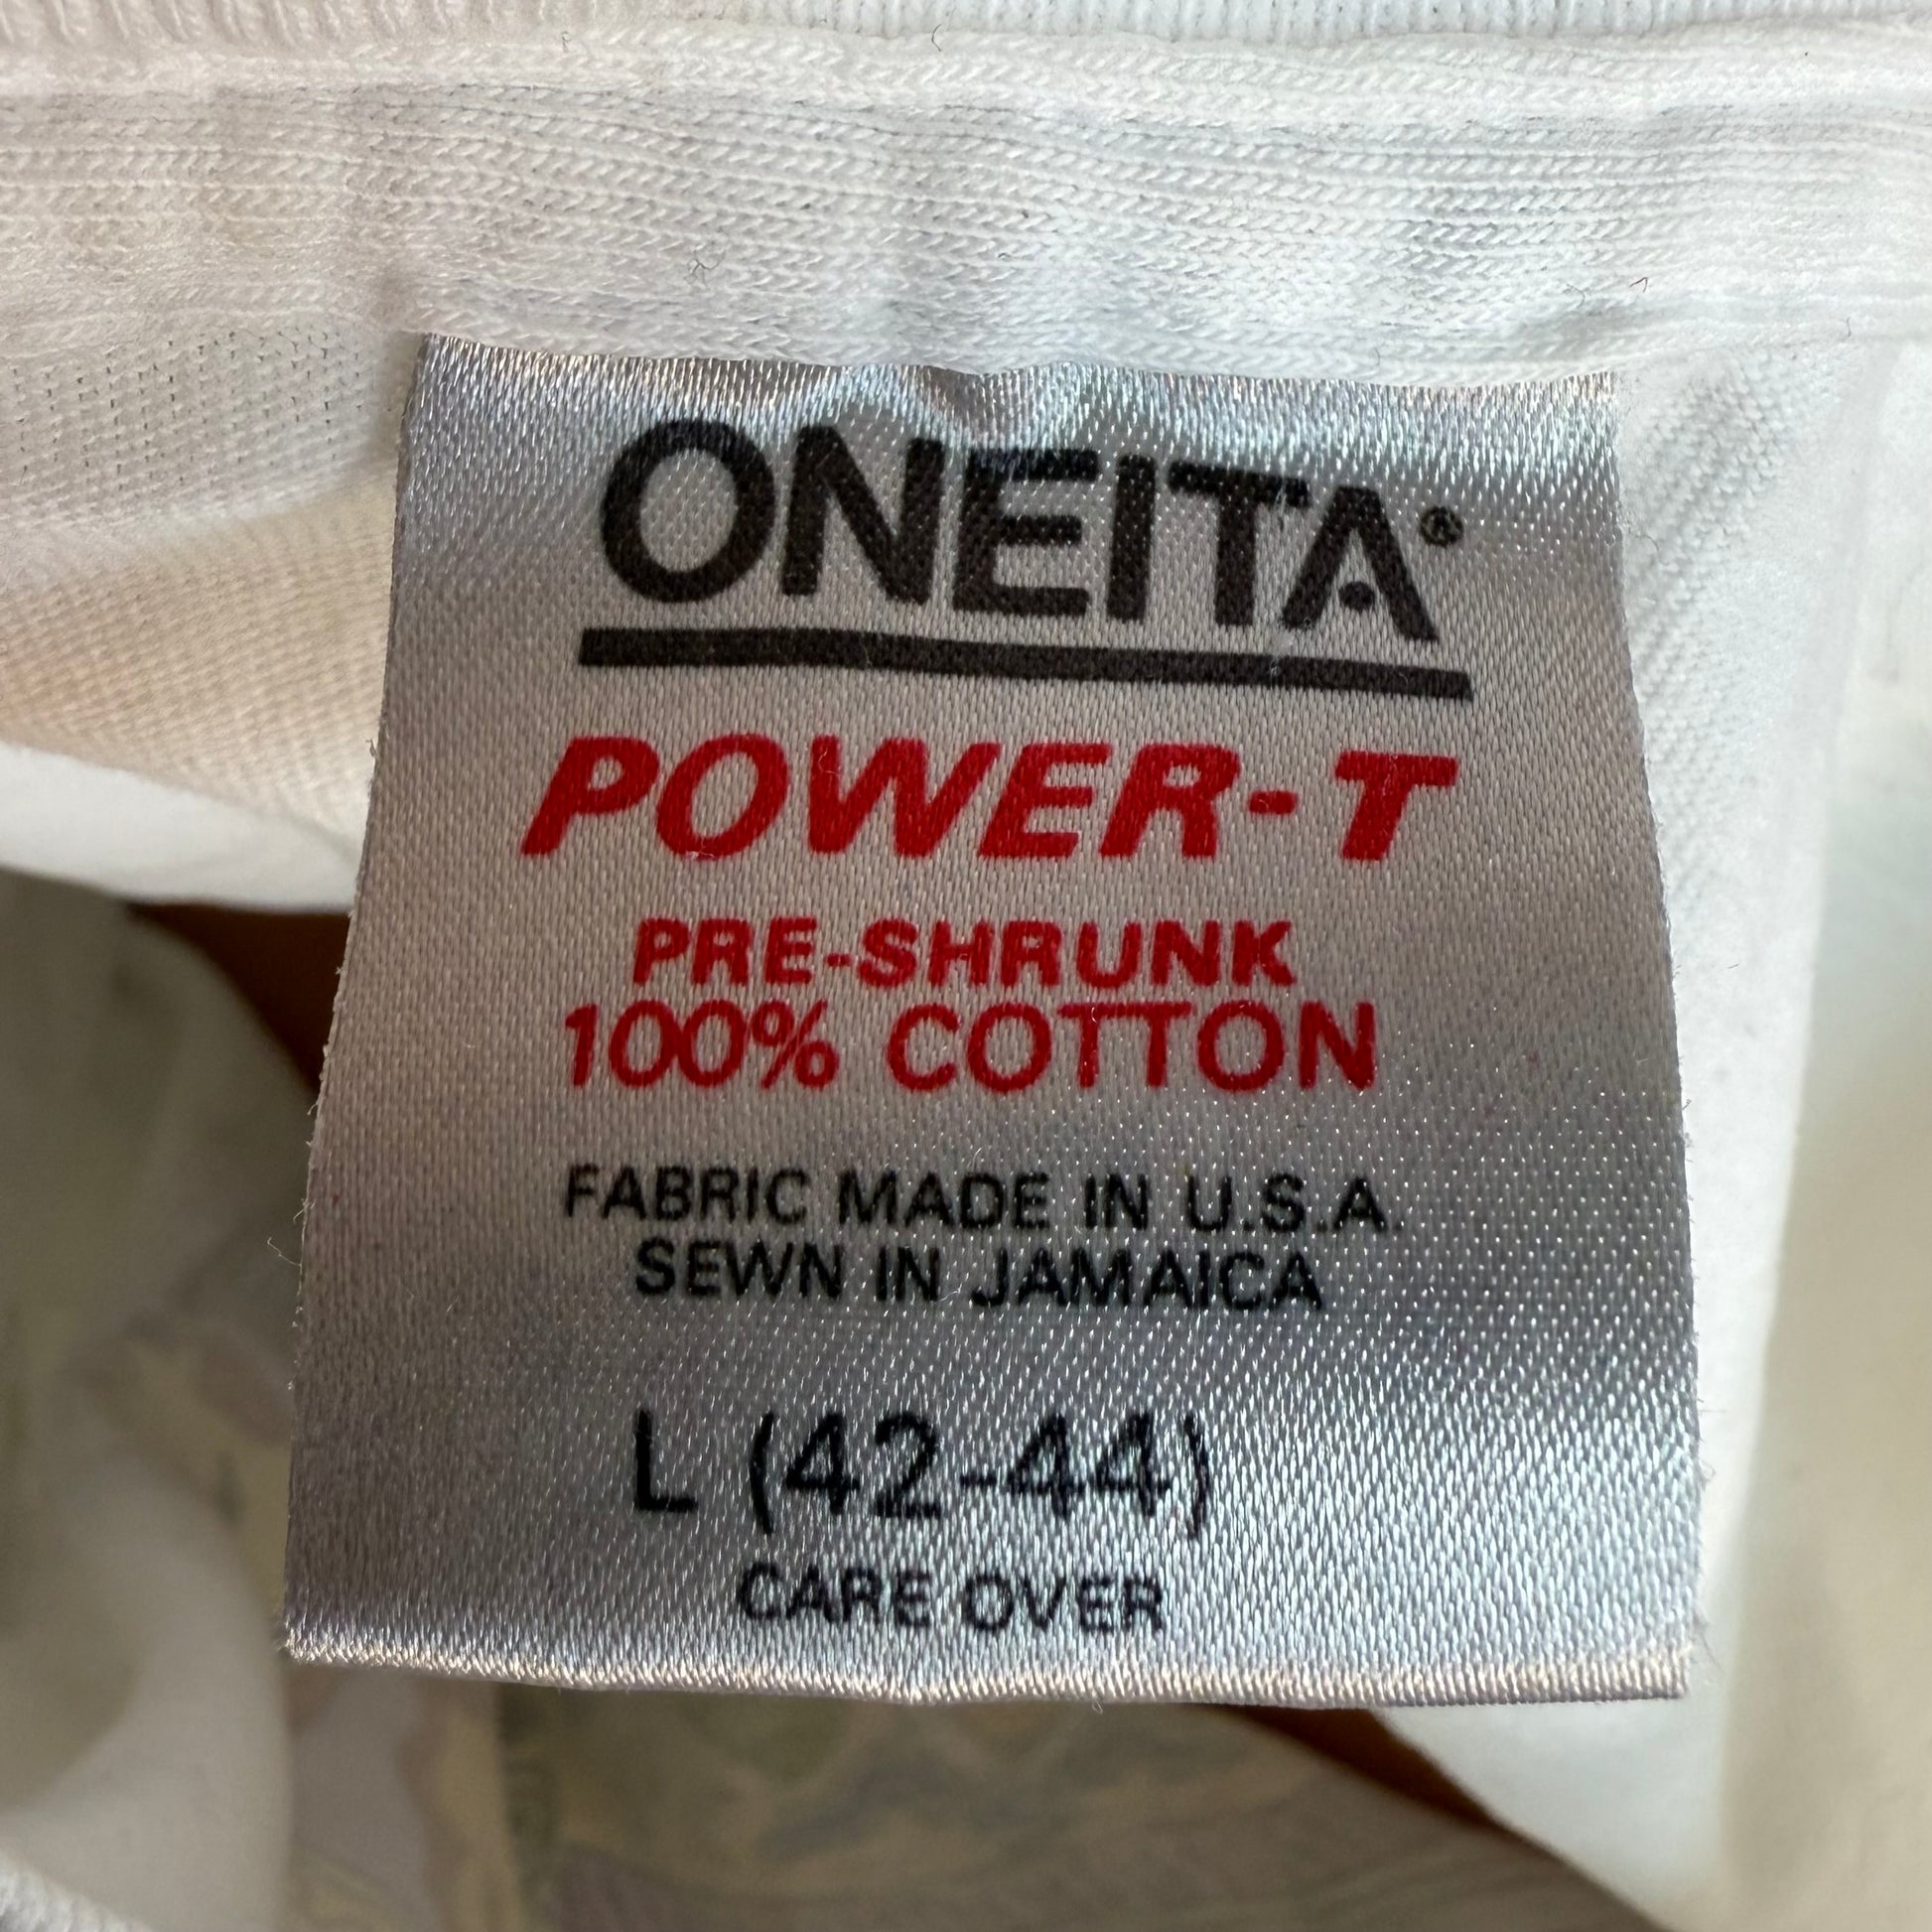 ONEITA®
POWER-T
PRE-SHRUNK
100% COTTON
FABRIC MADE IN U.S.A.
SEWN IN JAMAICA
L (42-44)
CARE OVER